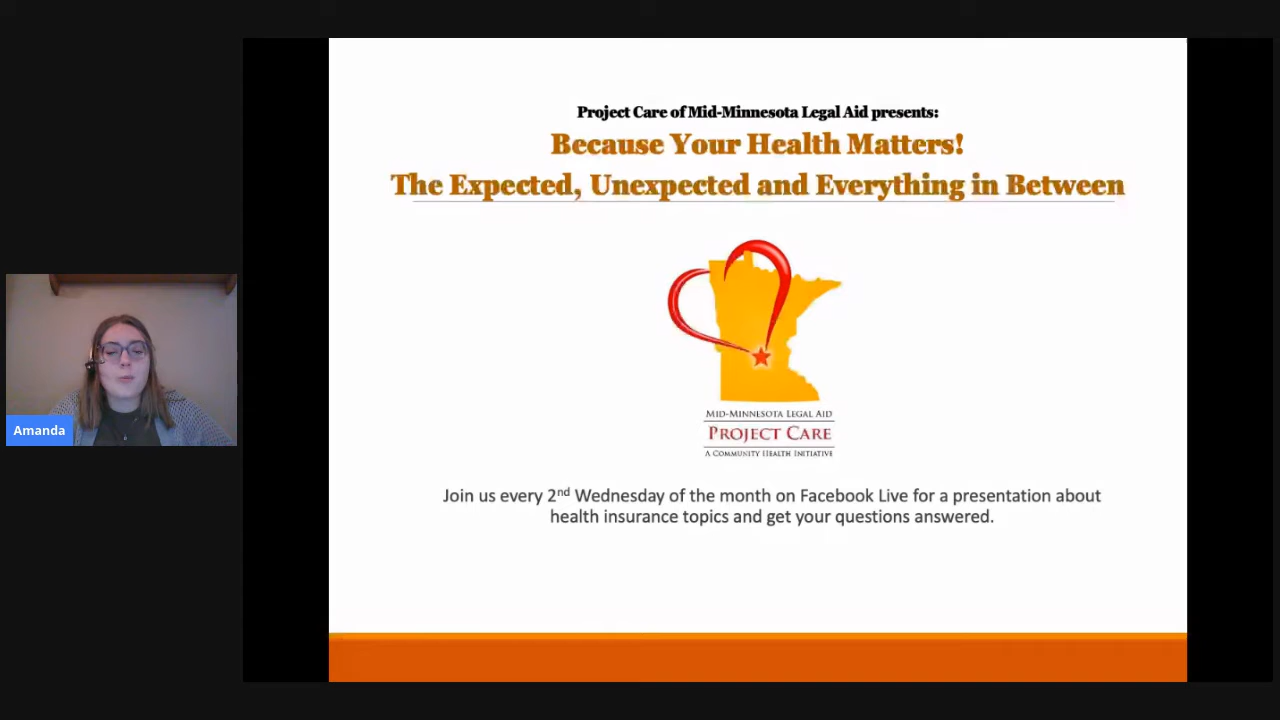 Project Care of Mid-Minnesota Legal Aid presents:
Because Your Health Matters!
The Expected, Unexpected and Everything in Between
MID-MINNESOTA LEGAL AID
PROJECT CARE
A COMMUNITY HEALTH INITIATIVE
Join us every 2nd Wednesday of the month on Facebook Live for a presentation about
health insurance topics and get your questions answered.
Amanda